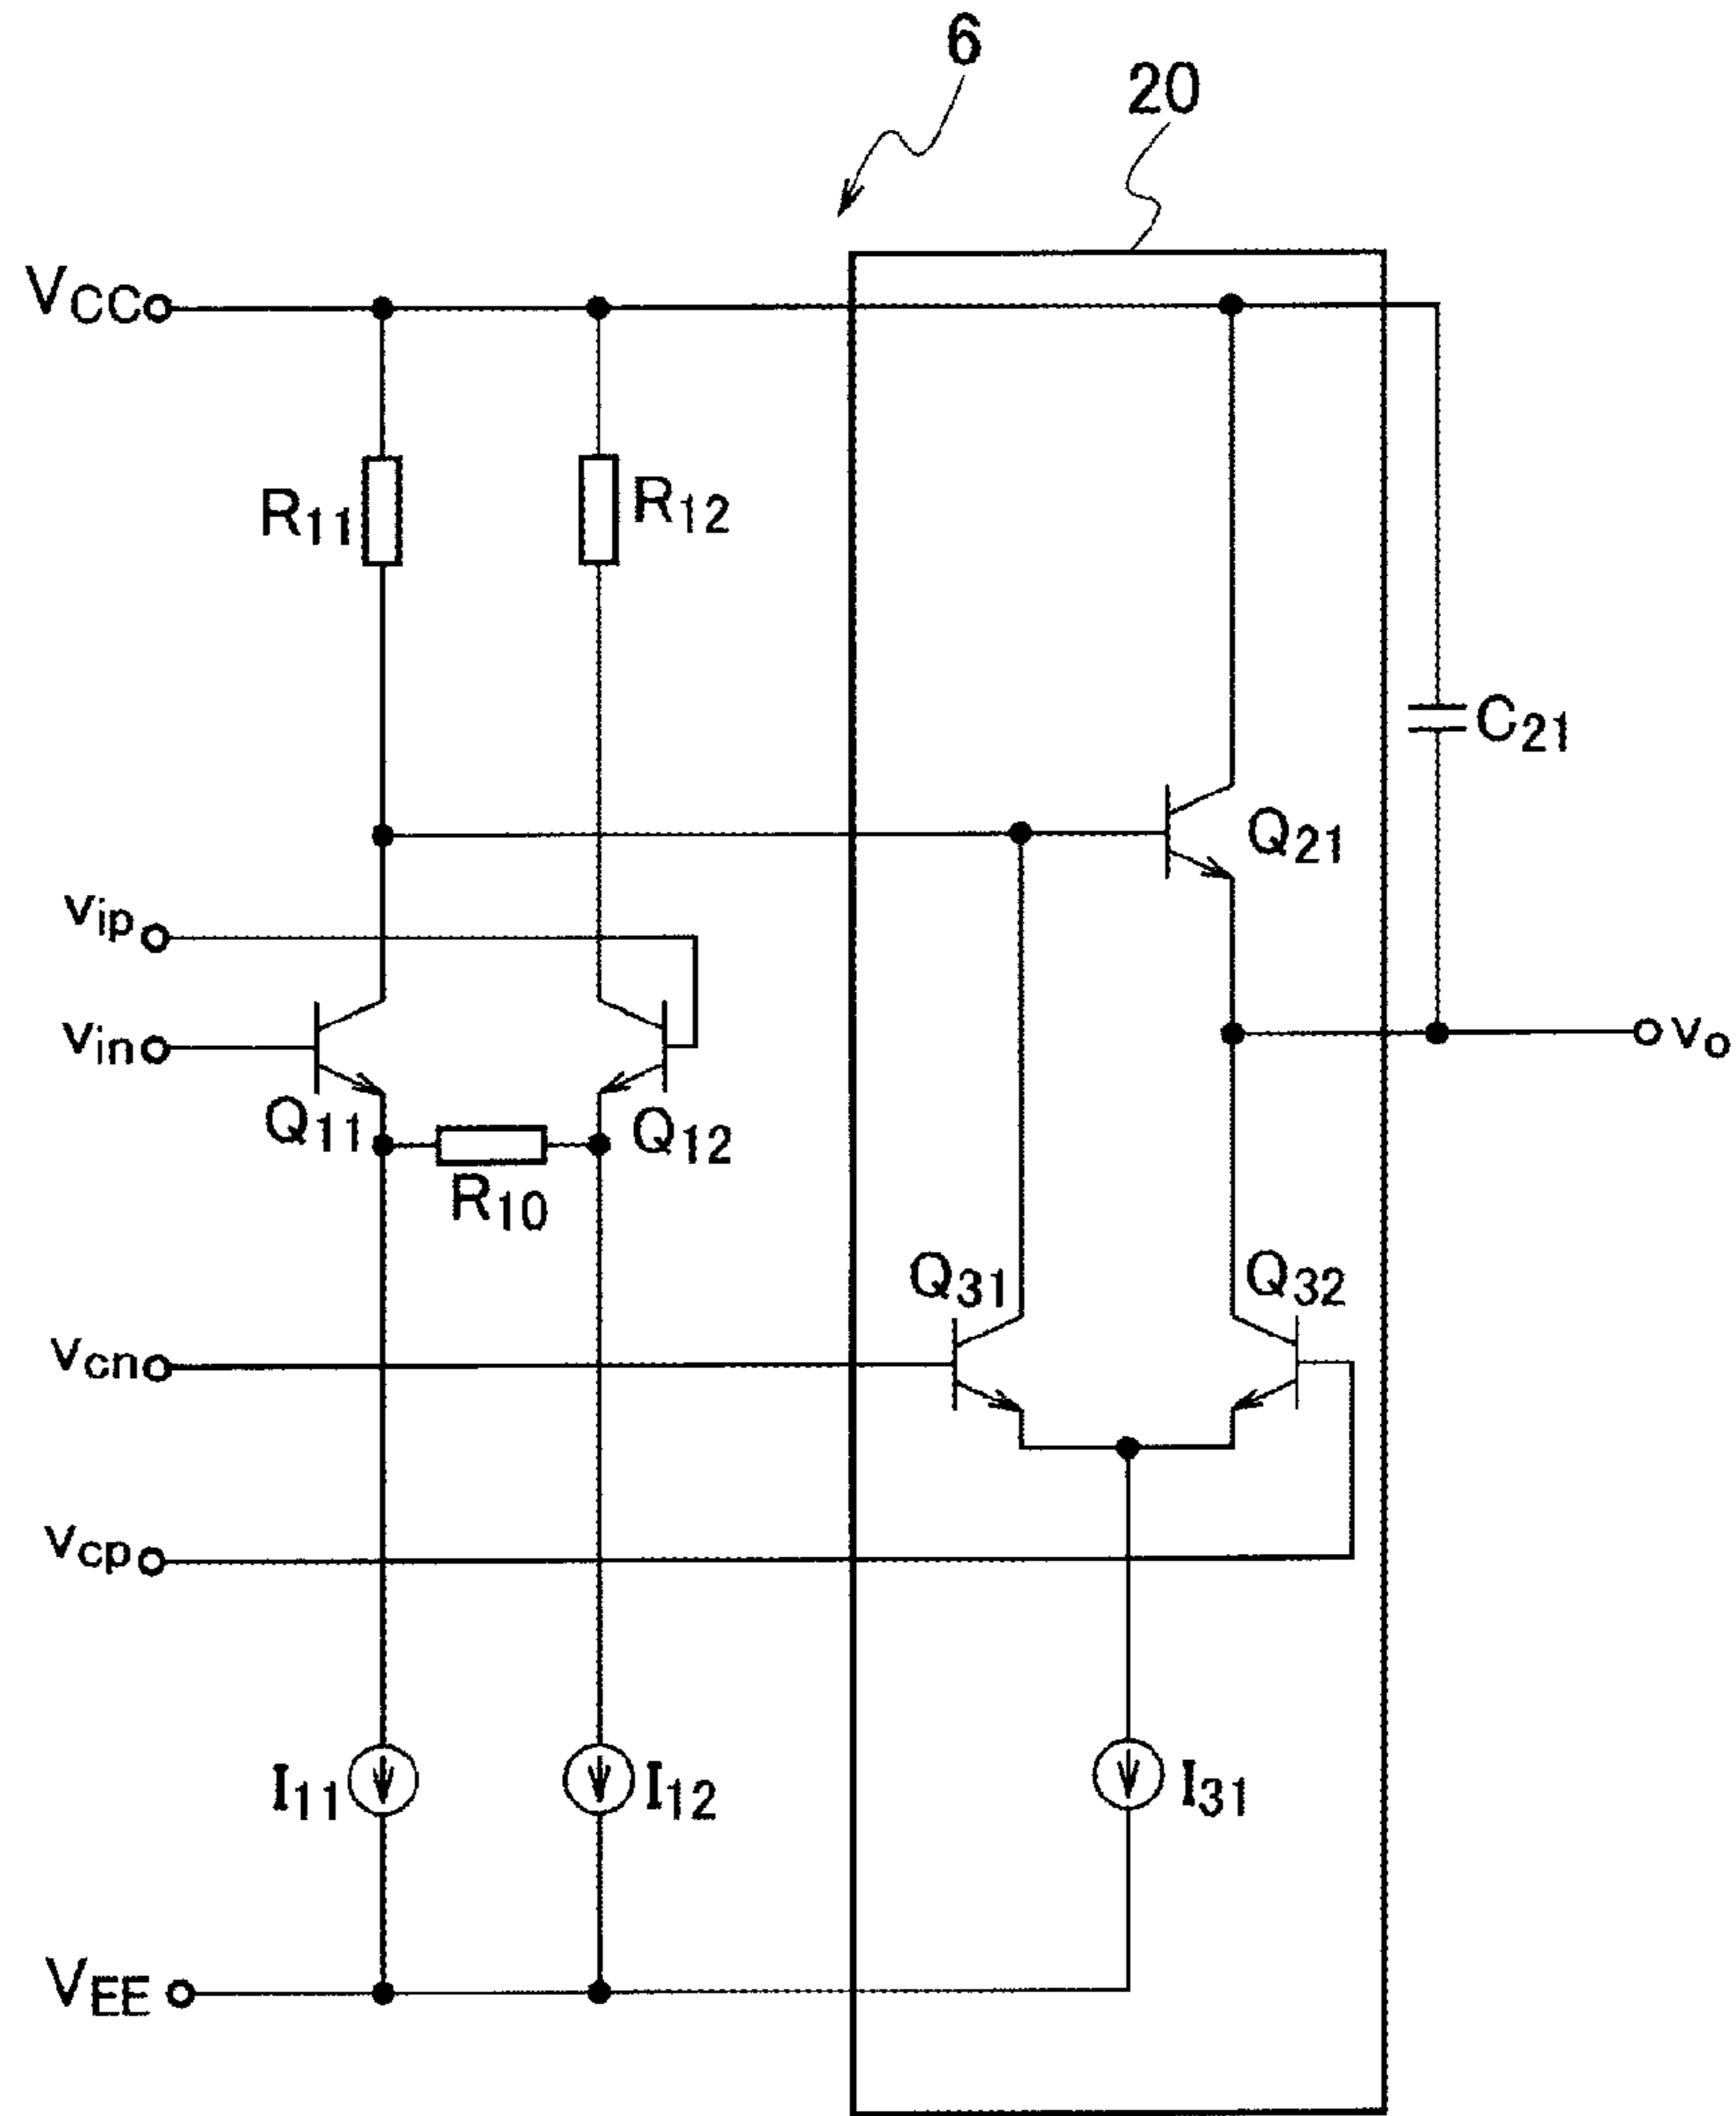 6
20
VCC
R11
R12
C21
Q21
vip
vin
vo
Q11
Q12
R10
Q31
Q32
vcn
vcp
I11
I12
I31
VEE